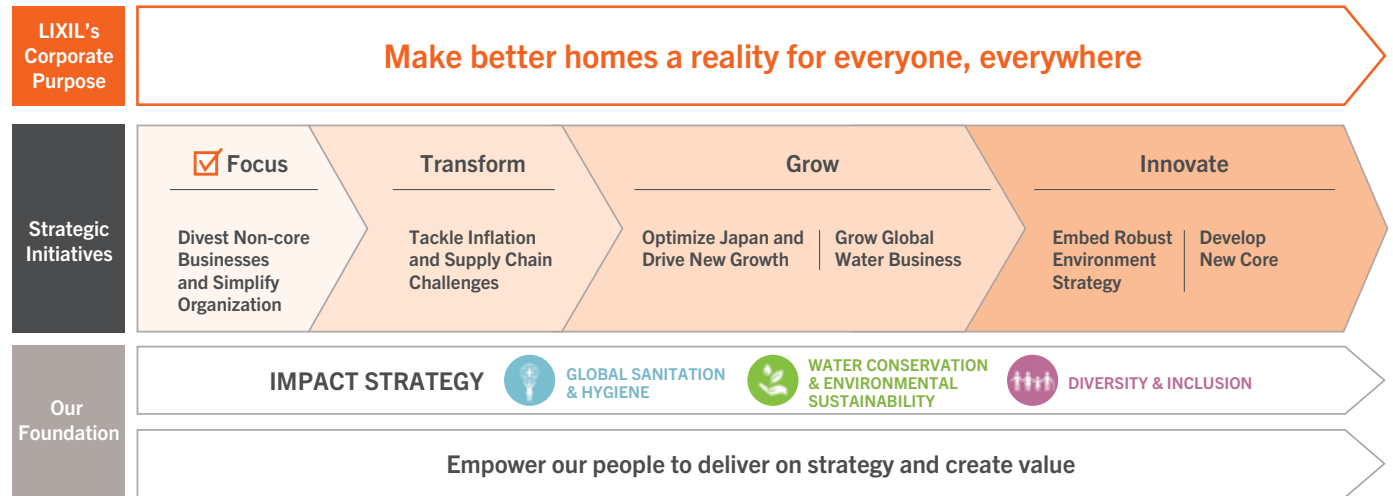 LIXIL's
Corporate
Purpose
Make better homes a reality for everyone, everywhere
Strategic
Initiatives
Focus
Divest Non-core
Businesses
and Simplify
Organization
Transform
Tackle Inflation
and Supply Chain
Challenges
Grow
Optimize Japan and
Drive New Growth
Grow Global
Water Business
Innovate
Embed Robust
Environment
Strategy
Develop
New Core
Our
Foundation
IMPACT STRATEGY
GLOBAL SANITATION
& HYGIENE
WATER CONSERVATION
& ENVIRONMENTAL
SUSTAINABILITY
DIVERSITY & INCLUSION
Empower our people to deliver on strategy and create value